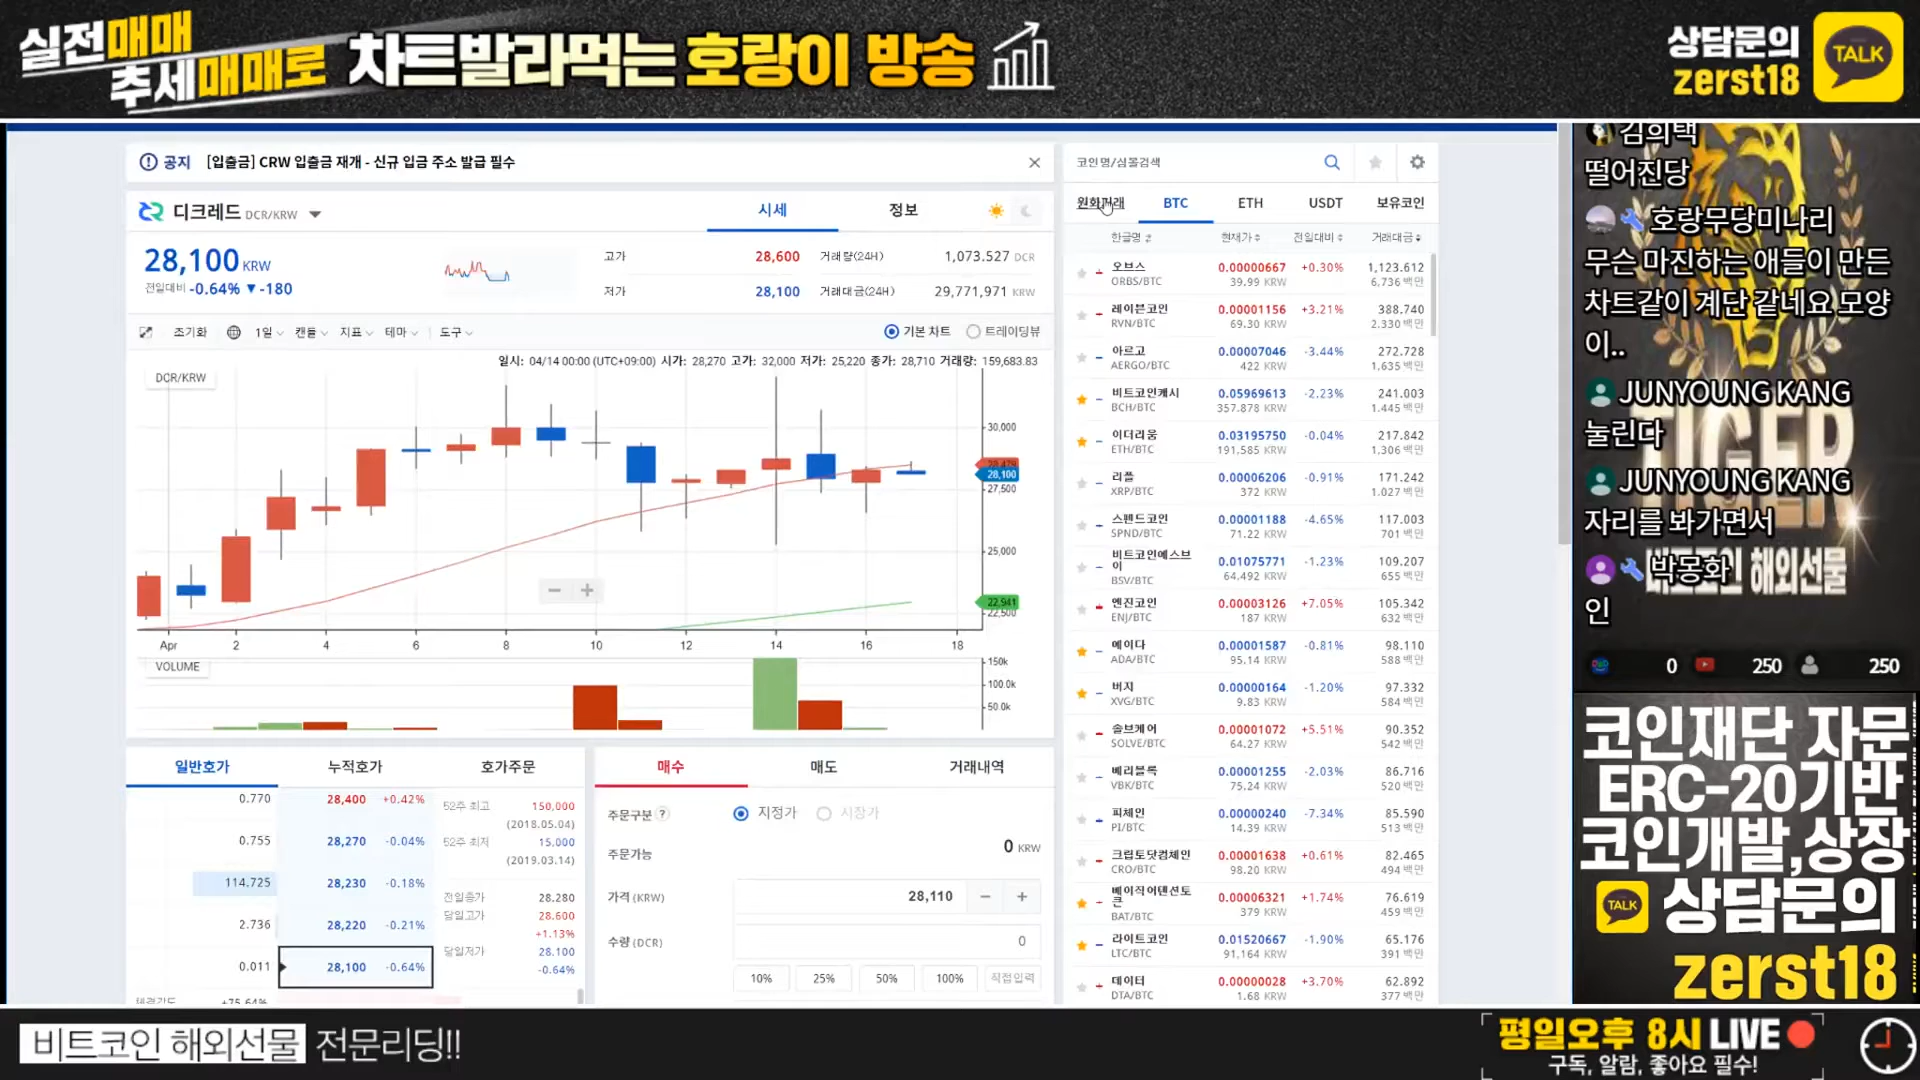 실전매매
추세매매로
차트발라먹는 호랑이 방송
상담문의
zerst18
TALK
공지 [입출금] CRW 입출금 재개 - 신규 입금 주소 발급 필수
디크레드 DCR/KRW
시세 정보
28,100 KRW
전일대비 -0.64% ▼-180
고가 28,600 거래량(24H) 1,073.527 DCR
저가 28,100 거래대금(24H) 29,771,971 KRW
초기화 1일 캔들 지표 테마 도구
기본 차트 트레이딩뷰
일시: 04/14 00:00 (UTC+09:00) 시가: 28,270 고가: 32,000 저가: 25,220 종가: 28,710 거래량: 159,683.83
DCR/KRW
30,000
28,100
27,500
25,000
22,941
22,500
Apr 2 4 6 8 10 12 14 16 18
VOLUME
150k
100.0k
50.0k
일반호가 누적호가 호가주문
0.770 28,400 +0.42%
0.755 28,270 -0.04%
114.725 28,230 -0.18%
2.736 28,220 -0.21%
0.011 28,100 -0.64%
체결강도 +75.64%
52주 최고 150,000
(2018.05.04)
52주 최저 15,000
(2019.03.14)
전일종가 28,280
당일고가 28,600
+1.13%
당일저가 28,100
-0.64%
매수 매도 거래내역
주문구분 ? 지정가 시장가
주문가능 0 KRW
가격 (KRW) 28,110 − +
수량 (DCR) 0
10% 25% 50% 100% 직접입력
코인명/심볼검색
원화거래 BTC ETH USDT 보유코인
한글명 현재가 전일대비 거래대금
오브스 0.00000667 +0.30% 1,123.612
ORBS/BTC 39.99 KRW 6,736 백만
레이븐코인 0.00001156 +3.21% 388.740
RVN/BTC 69.30 KRW 2,330 백만
아르고 0.00007046 -3.44% 272.728
AERGO/BTC 422 KRW 1,635 백만
비트코인캐시 0.05969613 -2.23% 241.003
BCH/BTC 357,878 KRW 1,445 백만
이더리움 0.03195750 -0.04% 217.842
ETH/BTC 191,585 KRW 1,306 백만
리플 0.00006206 -0.91% 171.242
XRP/BTC 372 KRW 1,027 백만
스펜드코인 0.00001188 -4.65% 117.003
SPND/BTC 71.22 KRW 701 백만
비트코인에스브이 0.01075771 -1.23% 109.207
BSV/BTC 64,492 KRW 655 백만
엔진코인 0.00003126 +7.05% 105.342
ENJ/BTC 187 KRW 632 백만
에이다 0.00001587 -0.81% 98.110
ADA/BTC 95.14 KRW 588 백만
버지 0.00000164 -1.20% 97.332
XVG/BTC 9.83 KRW 584 백만
솔브케어 0.00001072 +5.51% 90.352
SOLVE/BTC 64.27 KRW 542 백만
베리블록 0.00001255 -2.03% 86.716
VBK/BTC 75.24 KRW 520 백만
피체인 0.00000240 -7.34% 85.590
PI/BTC 14.39 KRW 513 백만
크립토닷컴체인 0.00001638 +0.61% 82.465
CRO/BTC 98.20 KRW 494 백만
베이직어텐션토큰 0.00006321 +1.74% 76.619
BAT/BTC 379 KRW 459 백만
라이트코인 0.01520667 -1.90% 65.176
LTC/BTC 91,164 KRW 391 백만
데이터 0.00000028 +3.70% 62.892
DTA/BTC 1.68 KRW 377 백만
김희택
떨어진당
호랑무당미나리
무슨 마진하는 애들이 만든
차트같이 계단 같네요 모양
이..
JUNYOUNG KANG
눌린다
JUNYOUNG KANG
자리를 봐가면서
박몽화
인
TIGER
비트코인 해외선물
0 250 250
코인재단 자문
ERC-20기반
코인개발,상장
TALK 상담문의
zerst18
비트코인 해외선물 전문리딩!!
평일오후 8시 LIVE
구독, 알람, 좋아요 필수!